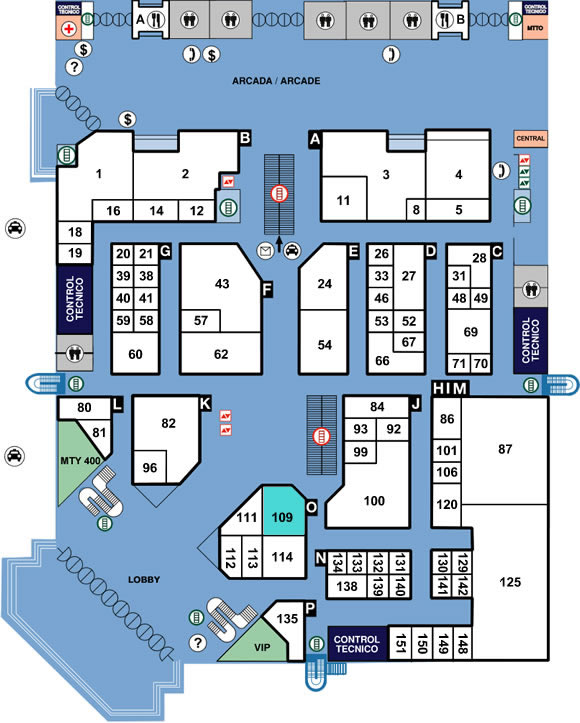 CONTROL
TECNICO
A
B
CONTROL
TECNICO
MTTO
$
?
$
ARCADA / ARCADE
$
CENTRAL
B
A
1
2
3
4
11
16
14
12
8
5
18
19
CONTROL
TECNICO
20 21
39 38
40 41
59 58
60
G
43
57
62
F
E
24
54
D
26
33
27
46
53 52
67
66
C
28
31
48 49
69
71 70
CONTROL
TECNICO
L
80
81
MTY 400
K
82
96
J
84
93 92
99
100
H I M
86
101
106
120
87
125
O
111
109
112
113
114
N
134
133
132
131
138
139
140
130
129
141
142
LOBBY
P
135
VIP
?
CONTROL
TECNICO
151
150
149
148